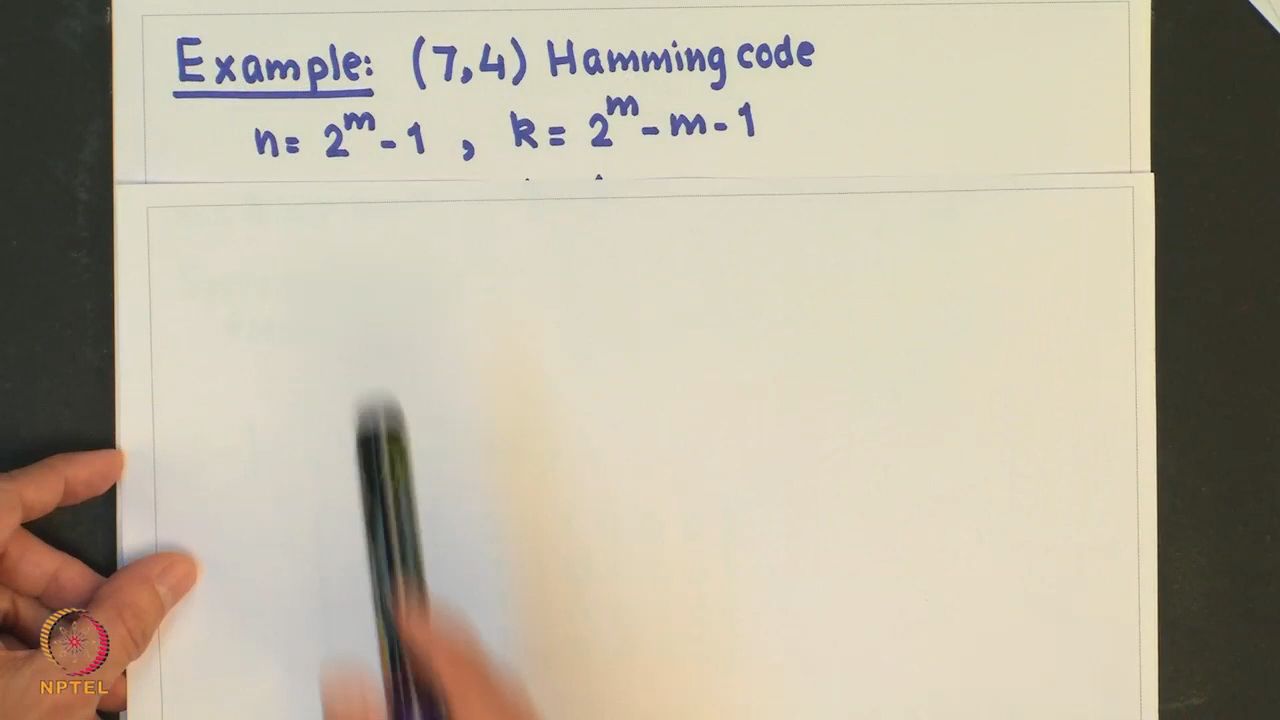 Example: (7,4) Hamming code
n = 2^m - 1 , k = 2^m - m - 1
NPTEL